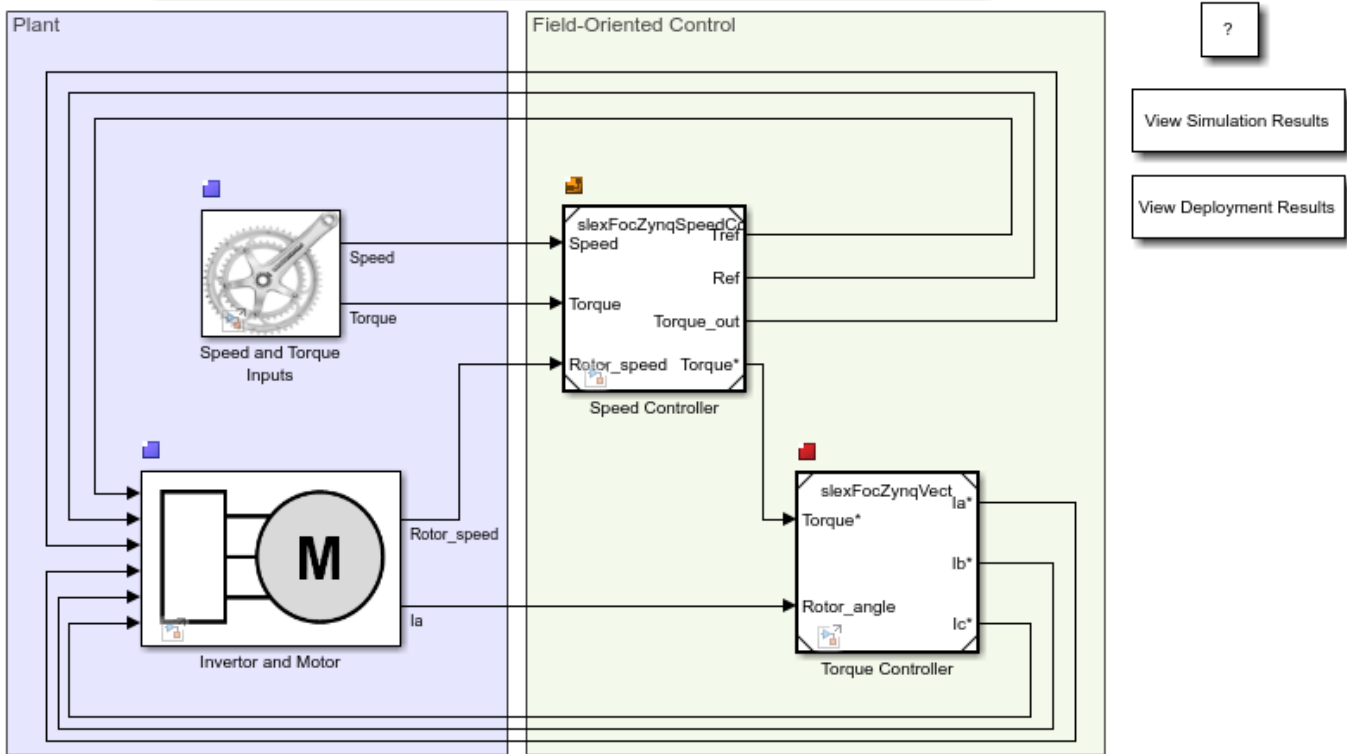 Plant
Field-Oriented Control
?
View Simulation Results
View Deployment Results
slexFocZynqSpeedCo
Tref
Speed
Speed
Ref
Torque
Torque
Torque_out
Rotor_speed
Torque*
Speed and Torque
Inputs
Speed Controller
slexFocZynqVect
Ia*
Torque*
M
Rotor_speed
Ib*
Rotor_angle
Ia
Ic*
Invertor and Motor
Torque Controller